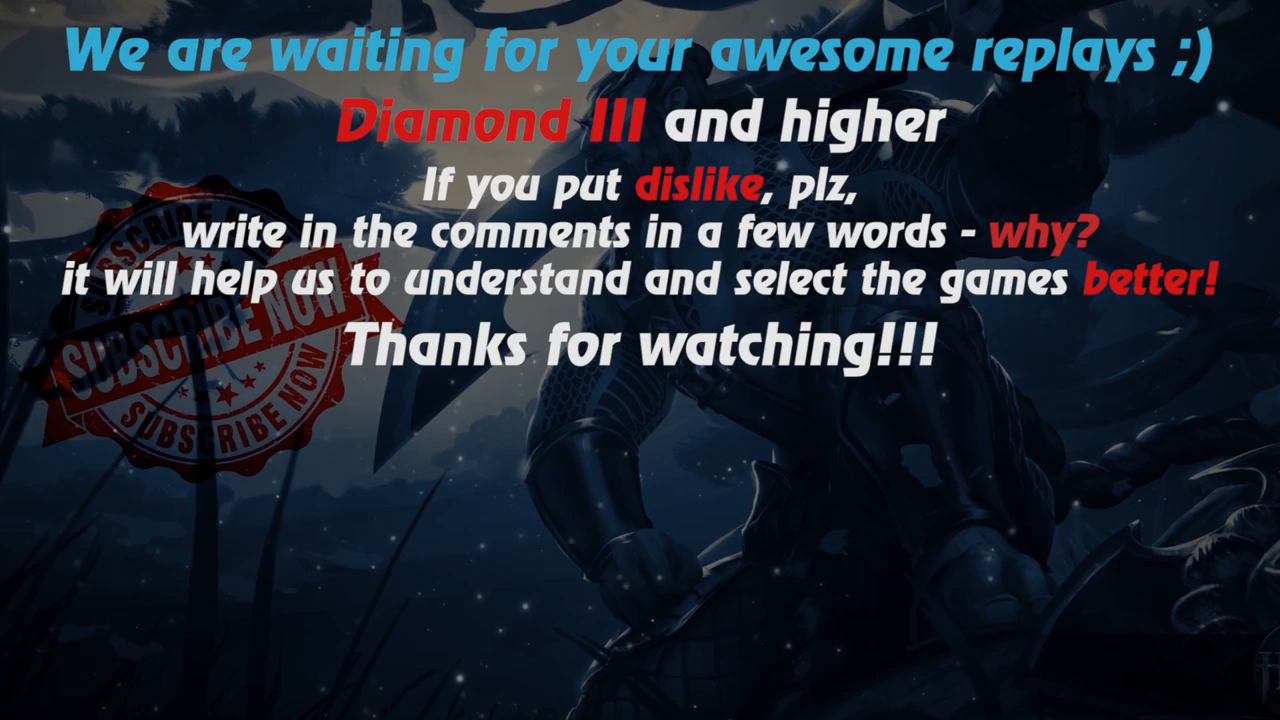 We are waiting for your awesome replays ;)
Diamond III and higher
If you put dislike, plz,
write in the comments in a few words - why?
it will help us to understand and select the games better!
Thanks for watching!!!
SUBSCRIBE NOW
SUBSCRIBE NOW